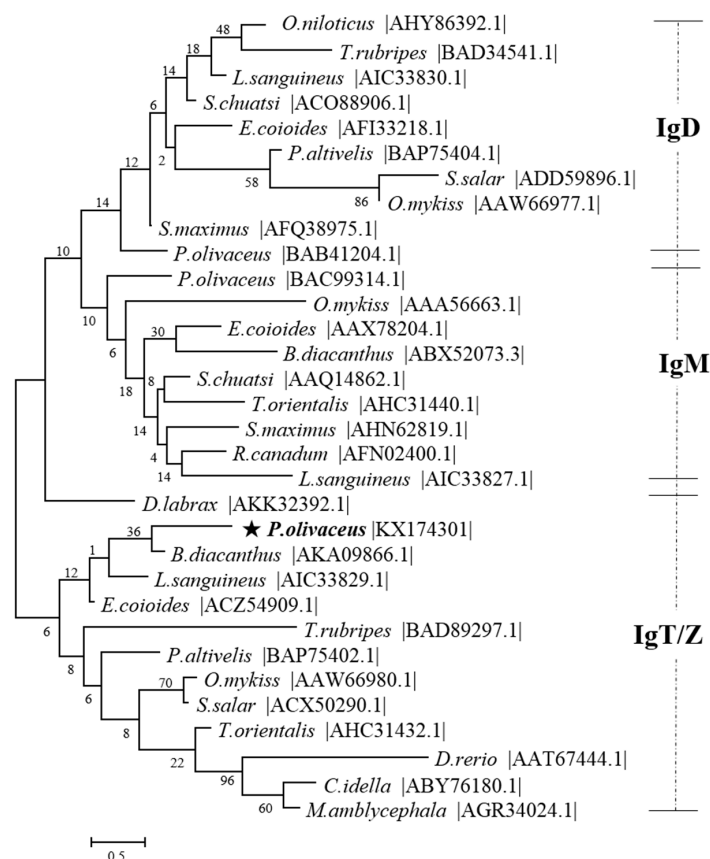 48
O.niloticus |AHY86392.1|
18
T.rubripes |BAD34541.1|
14
L.sanguineus |AIC33830.1|
6
S.chuatsi |ACO88906.1|
E.coioides |AFI33218.1|
IgD
12
2
P.altivelis |BAP75404.1|
58
S.salar |ADD59896.1|
14
86
O.mykiss |AAW66977.1|
S.maximus |AFQ38975.1|
10
P.olivaceus |BAB41204.1|
P.olivaceus |BAC99314.1|
10
O.mykiss |AAA56663.1|
30
E.coioides |AAX78204.1|
6
B.diacanthus |ABX52073.3|
IgM
18
8
S.chuatsi |AAQ14862.1|
T.orientalis |AHC31440.1|
14
S.maximus |AHN62819.1|
4
R.canadum |AFN02400.1|
14
L.sanguineus |AIC33827.1|
D.labrax |AKK32392.1|
36
★ P.olivaceus |KX174301|
1
B.diacanthus |AKA09866.1|
12
L.sanguineus |AIC33829.1|
E.coioides |ACZ54909.1|
6
T.rubripes |BAD89297.1|
IgT/Z
8
P.altivelis |BAP75402.1|
6
70
O.mykiss |AAW66980.1|
S.salar |ACX50290.1|
8
T.orientalis |AHC31432.1|
22
D.rerio |AAT67444.1|
96
C.idella |ABY76180.1|
60
M.amblycephala |AGR34024.1|
0.5